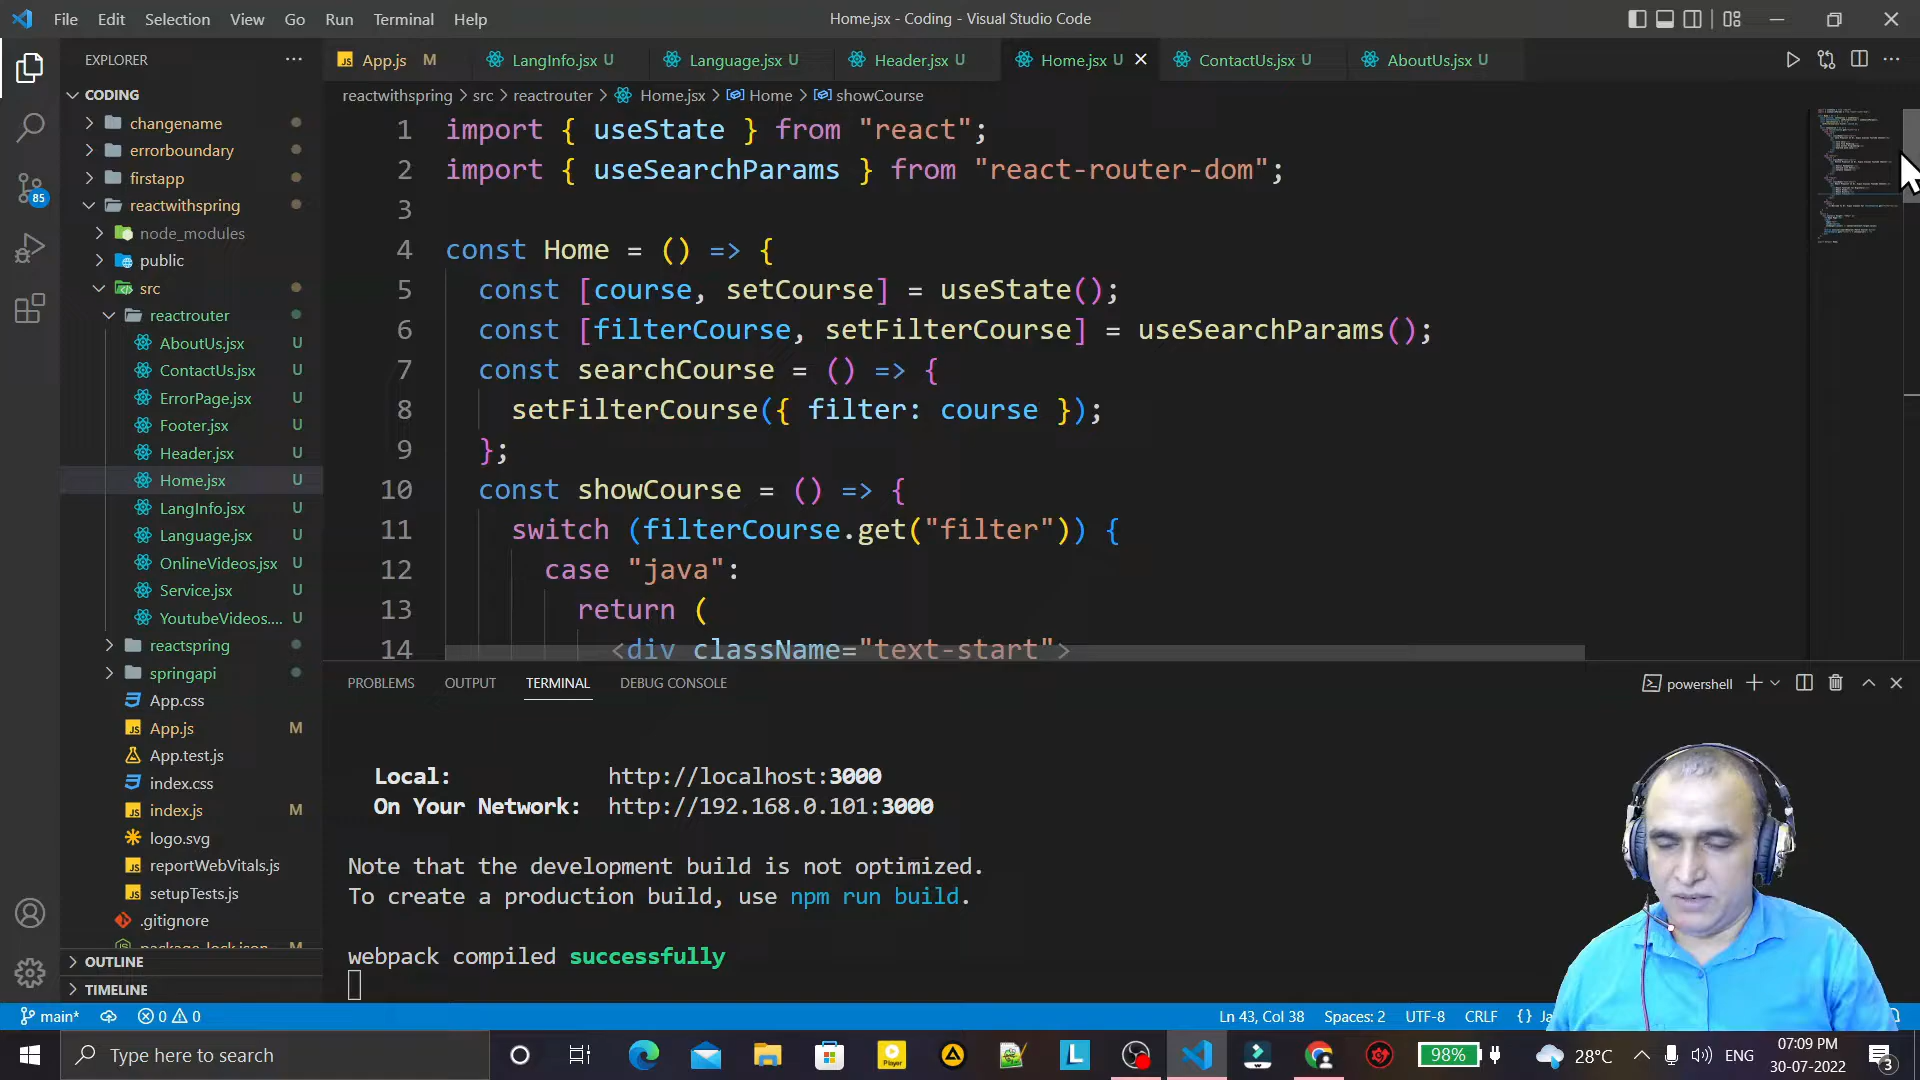 File Edit Selection View Go Run Terminal Help
Home.jsx - Coding - Visual Studio Code
EXPLORER
CODING
changename
errorboundary
firstapp
reactwithspring
node_modules
public
src
reactrouter
AboutUs.jsx U
ContactUs.jsx U
ErrorPage.jsx U
Footer.jsx U
Header.jsx U
Home.jsx U
LangInfo.jsx U
Language.jsx U
OnlineVideos.jsx U
Service.jsx U
YoutubeVideos.... U
reactspring
springapi
App.css
App.js M
App.test.js
index.css
index.js M
logo.svg
reportWebVitals.js
setupTests.js
.gitignore
package-lock.json M
OUTLINE
TIMELINE
85
App.js M LangInfo.jsx U Language.jsx U Header.jsx U Home.jsx U ContactUs.jsx U AboutUs.jsx U
reactwithspring > src > reactrouter > Home.jsx > Home > showCourse
1 import { useState } from "react";
2 import { useSearchParams } from "react-router-dom";
3
4 const Home = () => {
5 const [course, setCourse] = useState();
6 const [filterCourse, setFilterCourse] = useSearchParams();
7 const searchCourse = () => {
8 setFilterCourse({ filter: course });
9 };
10 const showCourse = () => {
11 switch (filterCourse.get("filter")) {
12 case "java":
13 return (
14 <div className="text-start">
PROBLEMS OUTPUT TERMINAL DEBUG CONSOLE
powershell
Local: http://localhost:3000
On Your Network: http://192.168.0.101:3000
Note that the development build is not optimized.
To create a production build, use npm run build.
webpack compiled successfully
main* 0 0
Ln 43, Col 38 Spaces: 2 UTF-8 CRLF { }
Type here to search
Player
L
98%
28°C
ENG
07:09 PM
30-07-2022
3